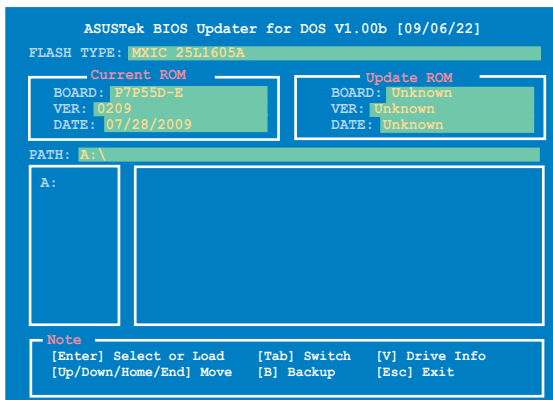 ASUSTek BIOS Updater for DOS V1.00b [09/06/22]
FLASH TYPE: MXIC 25L1605A
Current ROM
BOARD: P7P55D-E
VER: 0209
DATE: 07/28/2009
Update ROM
BOARD: Unknown
VER: Unknown
DATE: Unknown
PATH: A:\
A:
Note
[Enter] Select or Load [Tab] Switch [V] Drive Info
[Up/Down/Home/End] Move [B] Backup [Esc] Exit